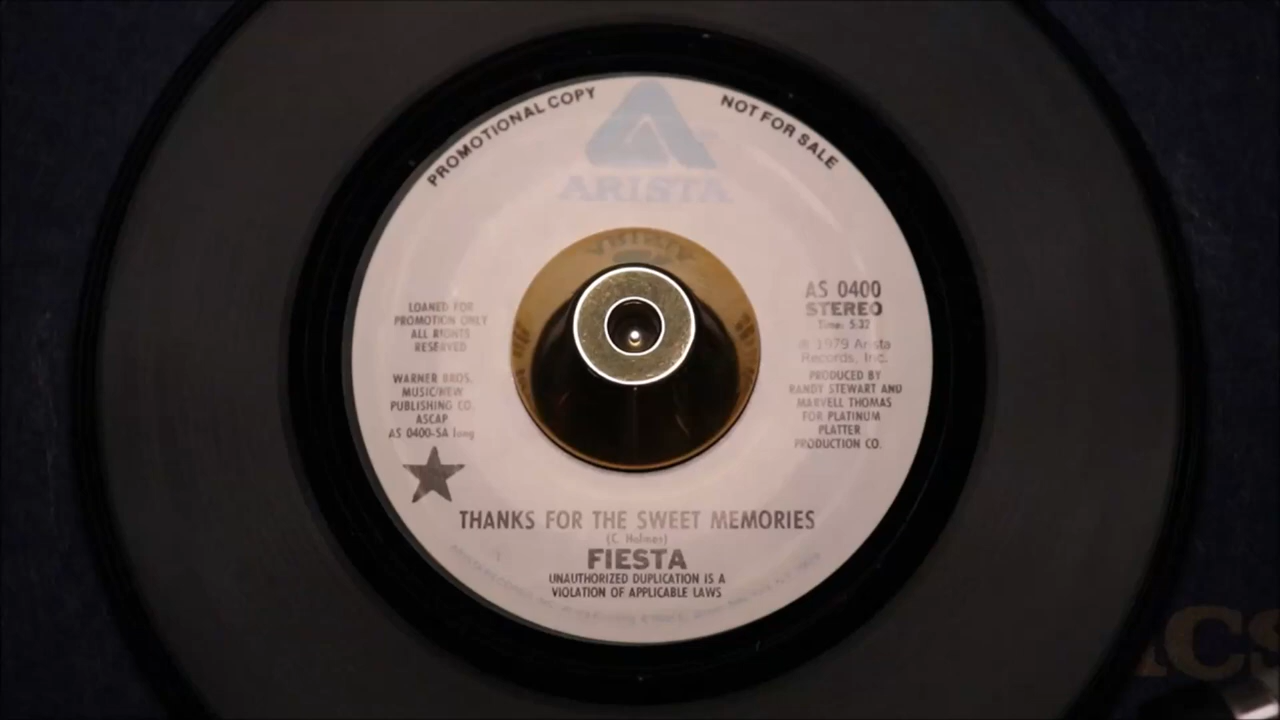 PROMOTIONAL COPY
NOT FOR SALE
ARISTA
LOANED FOR
PROMOTION ONLY
ALL RIGHTS
RESERVED
WARNER BROS.
MUSIC/NEW
PUBLISHING CO.
ASCAP
AS 0400-SA long
AS 0400
STEREO
Time: 5:32
℗ 1979 Arista
Records, Inc.
PRODUCED BY
RANDY STEWART AND
MARVELL THOMAS
FOR PLATINUM
PLATTER
PRODUCTION CO.
THANKS FOR THE SWEET MEMORIES
(C. Holmes)
FIESTA
UNAUTHORIZED DUPLICATION IS A
VIOLATION OF APPLICABLE LAWS